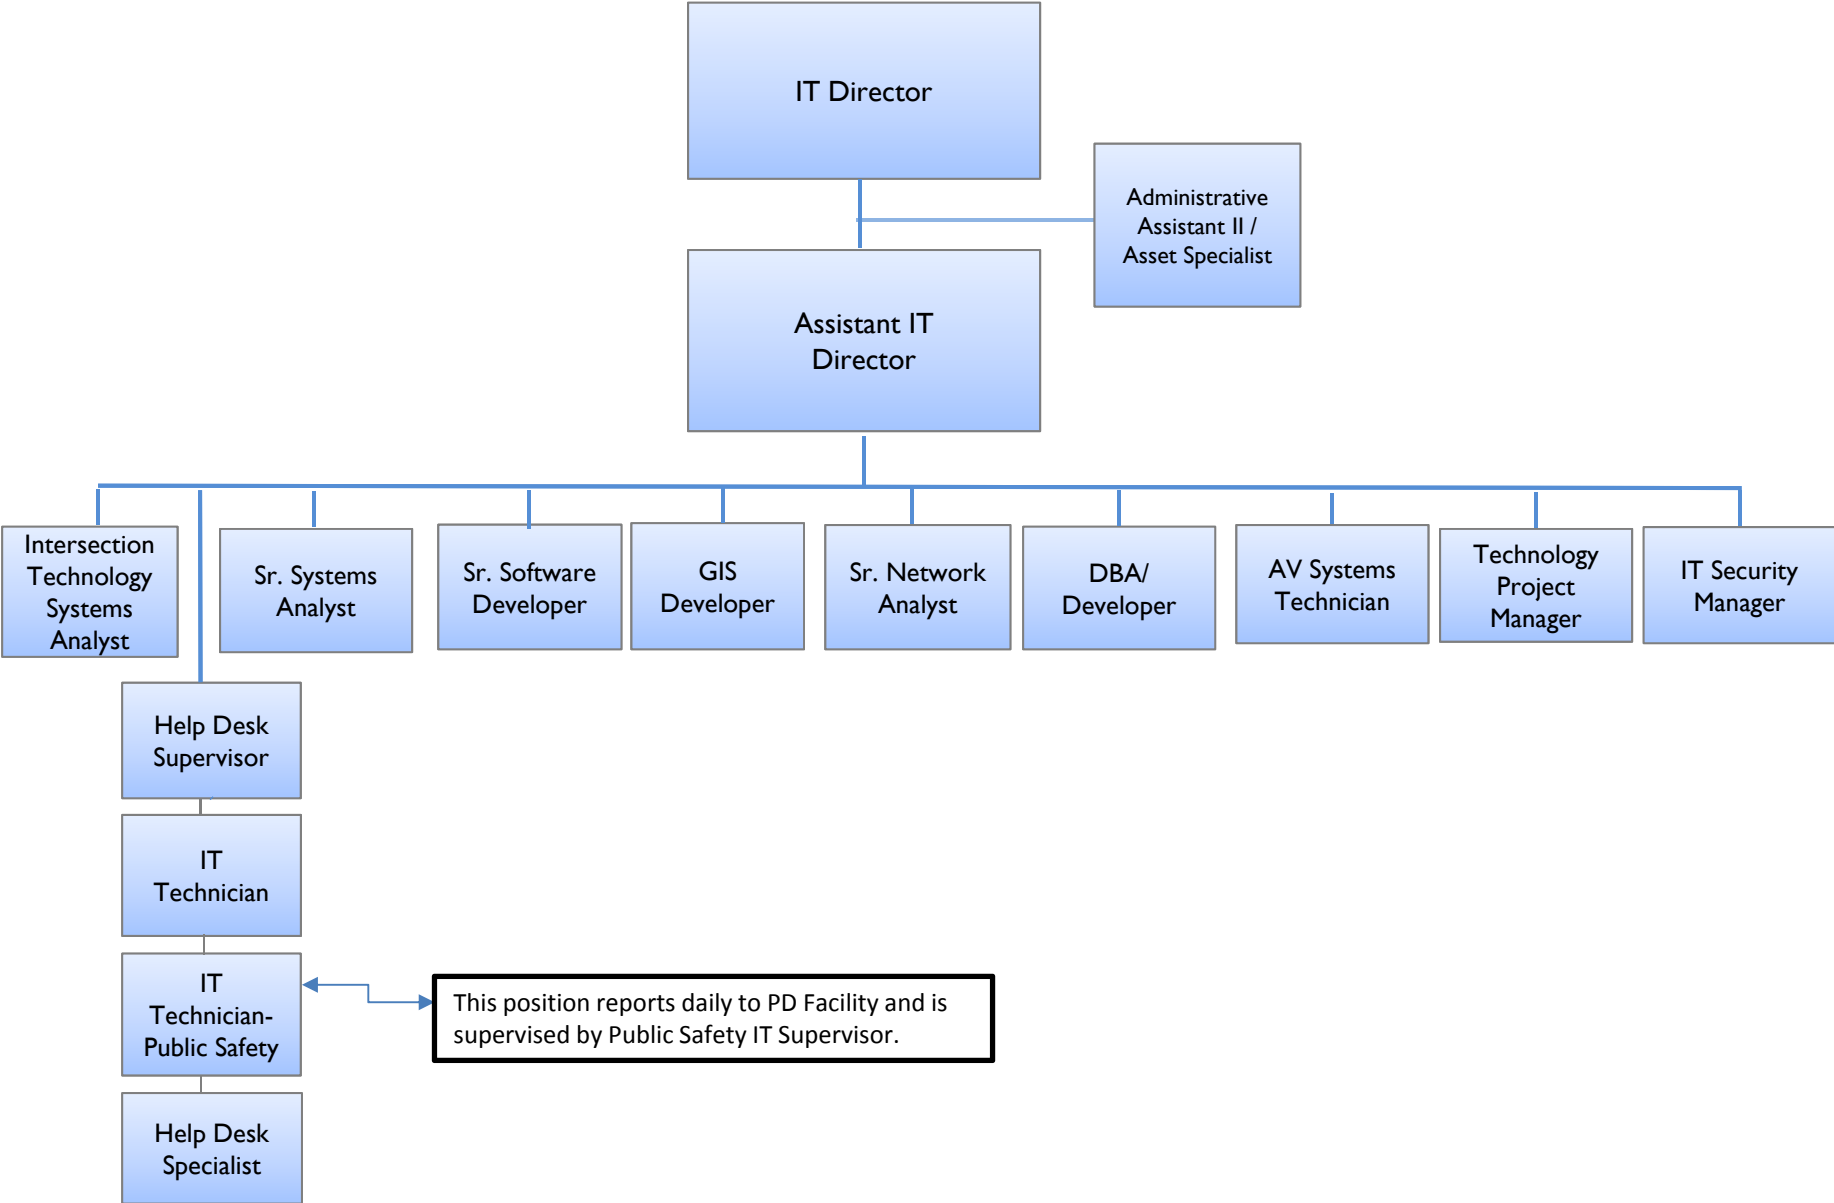 IT Director
Administrative
Assistant II /
Asset Specialist
Assistant IT
Director
Intersection
Technology
Systems
Analyst
Sr. Systems
Analyst
Sr. Software
Developer
GIS
Developer
Sr. Network
Analyst
DBA/
Developer
AV Systems
Technician
Technology
Project
Manager
IT Security
Manager
Help Desk
Supervisor
IT
Technician
IT
Technician-
Public Safety
This position reports daily to PD Facility and is
supervised by Public Safety IT Supervisor.
Help Desk
Specialist